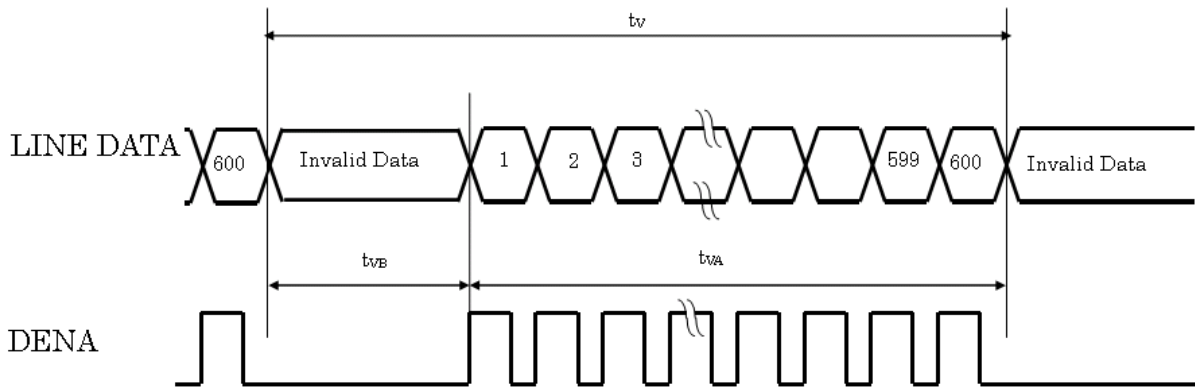 tV
LINE DATA
600
Invalid Data
1
2
3
599
600
Invalid Data
tVB
tVA
DENA